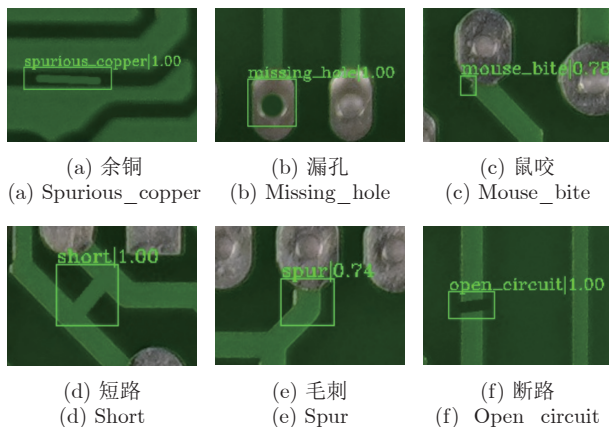 spurious_copper|1.00
missing_hole|1.00
mouse_bite|0.78
(a) 余铜
(b) 漏孔
(c) 鼠咬
(a) Spurious_copper
(b) Missing_hole
(c) Mouse_bite
short|1.00
spur|0.74
open_circuit|1.00
(d) 短路
(e) 毛刺
(f) 断路
(d) Short
(e) Spur
(f) Open circuit